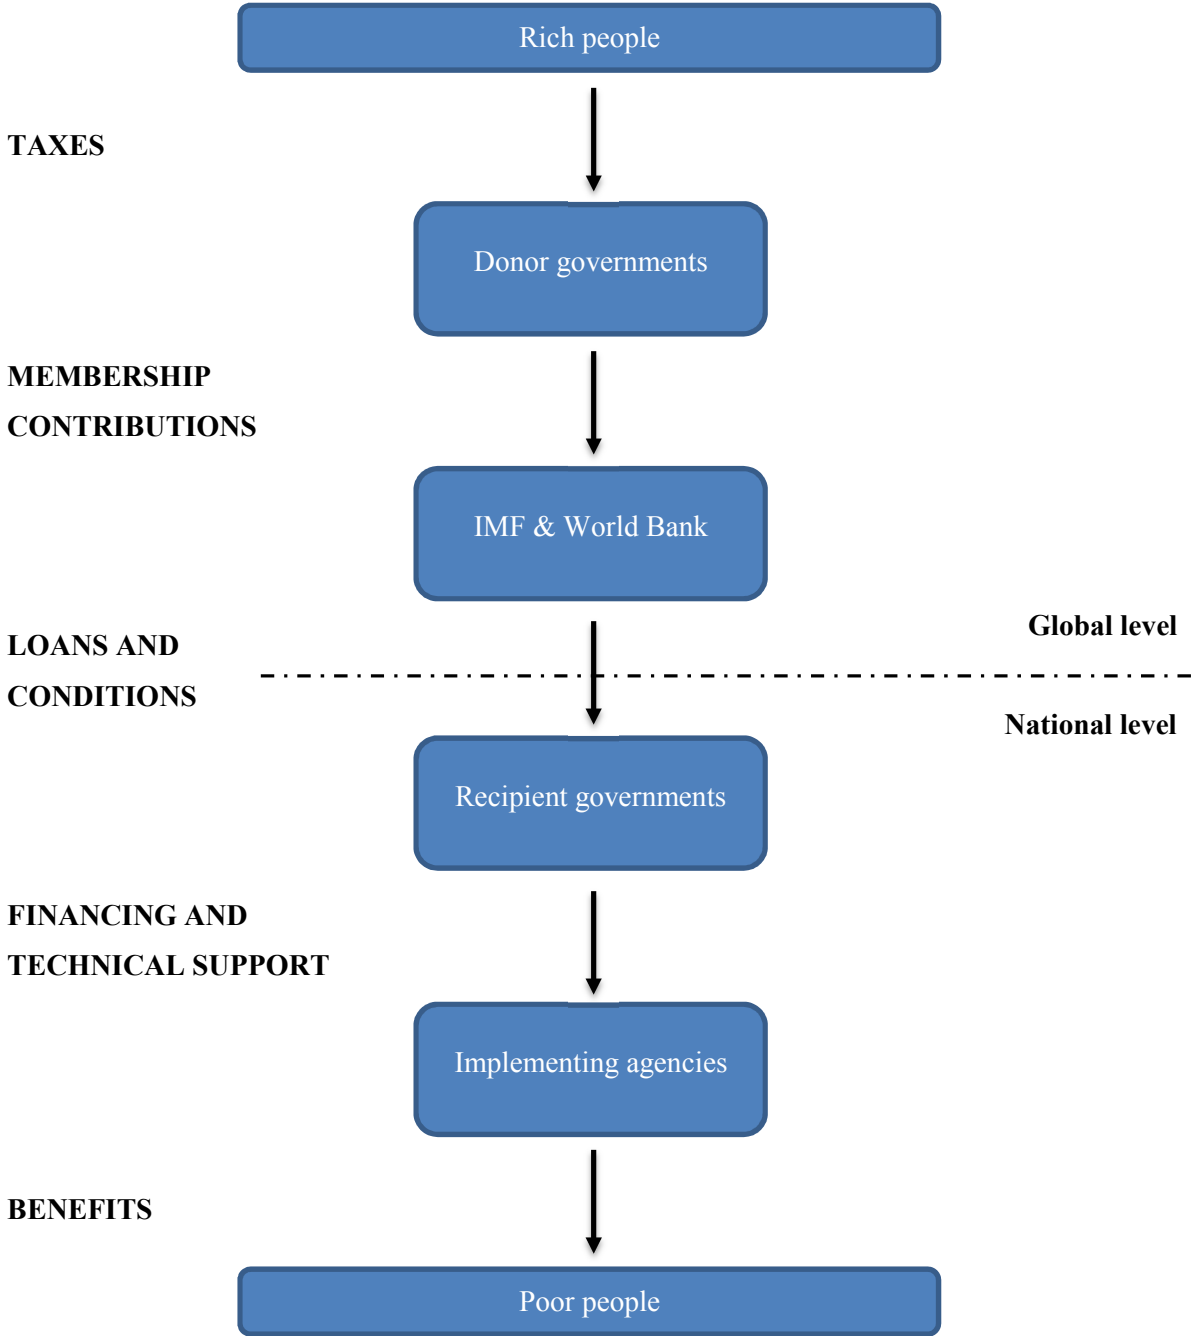 Rich people
TAXES
Donor governments
MEMBERSHIP
CONTRIBUTIONS
IMF & World Bank
Global level
LOANS AND
CONDITIONS
National level
Recipient governments
FINANCING AND
TECHNICAL SUPPORT
Implementing agencies
BENEFITS
Poor people